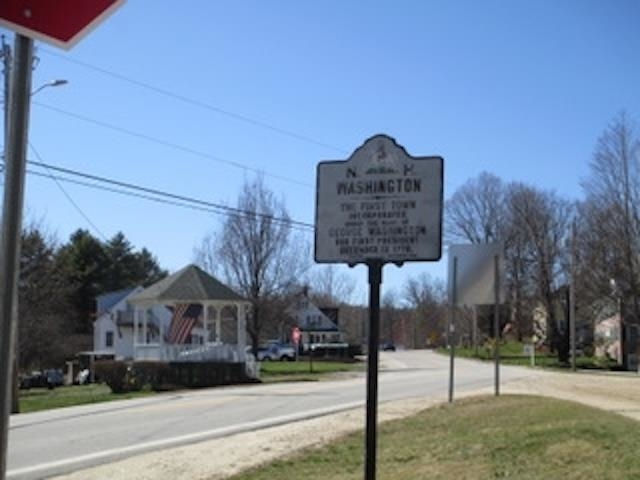 N H
WASHINGTON
THE FIRST TOWN
INCORPORATED
UNDER THE NAME OF
GEORGE WASHINGTON
OUR FIRST PRESIDENT
DECEMBER 13 1776.